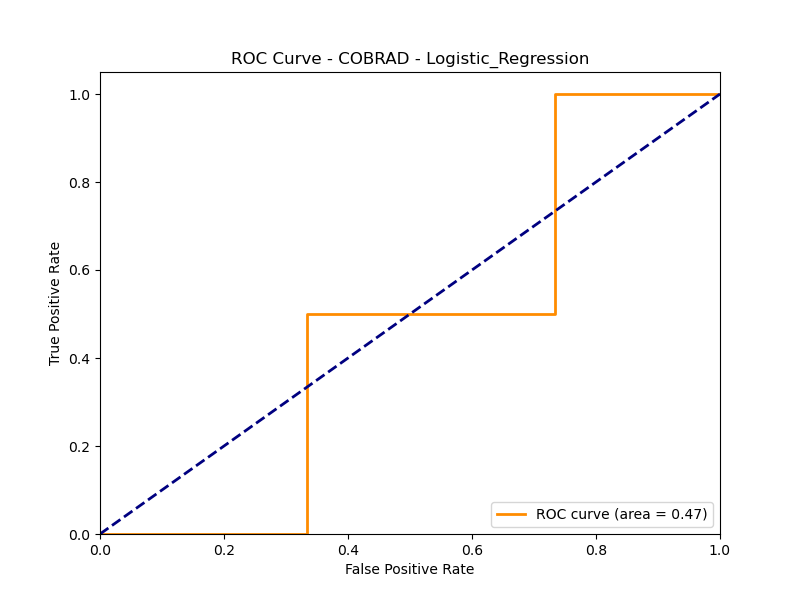 ROC Curve - COBRAD - Logistic_Regression
True Positive Rate
1.0
0.8
0.6
0.4
0.2
0.0
ROC curve (area = 0.47)
0.0 0.2 0.4 0.6 0.8 1.0
False Positive Rate